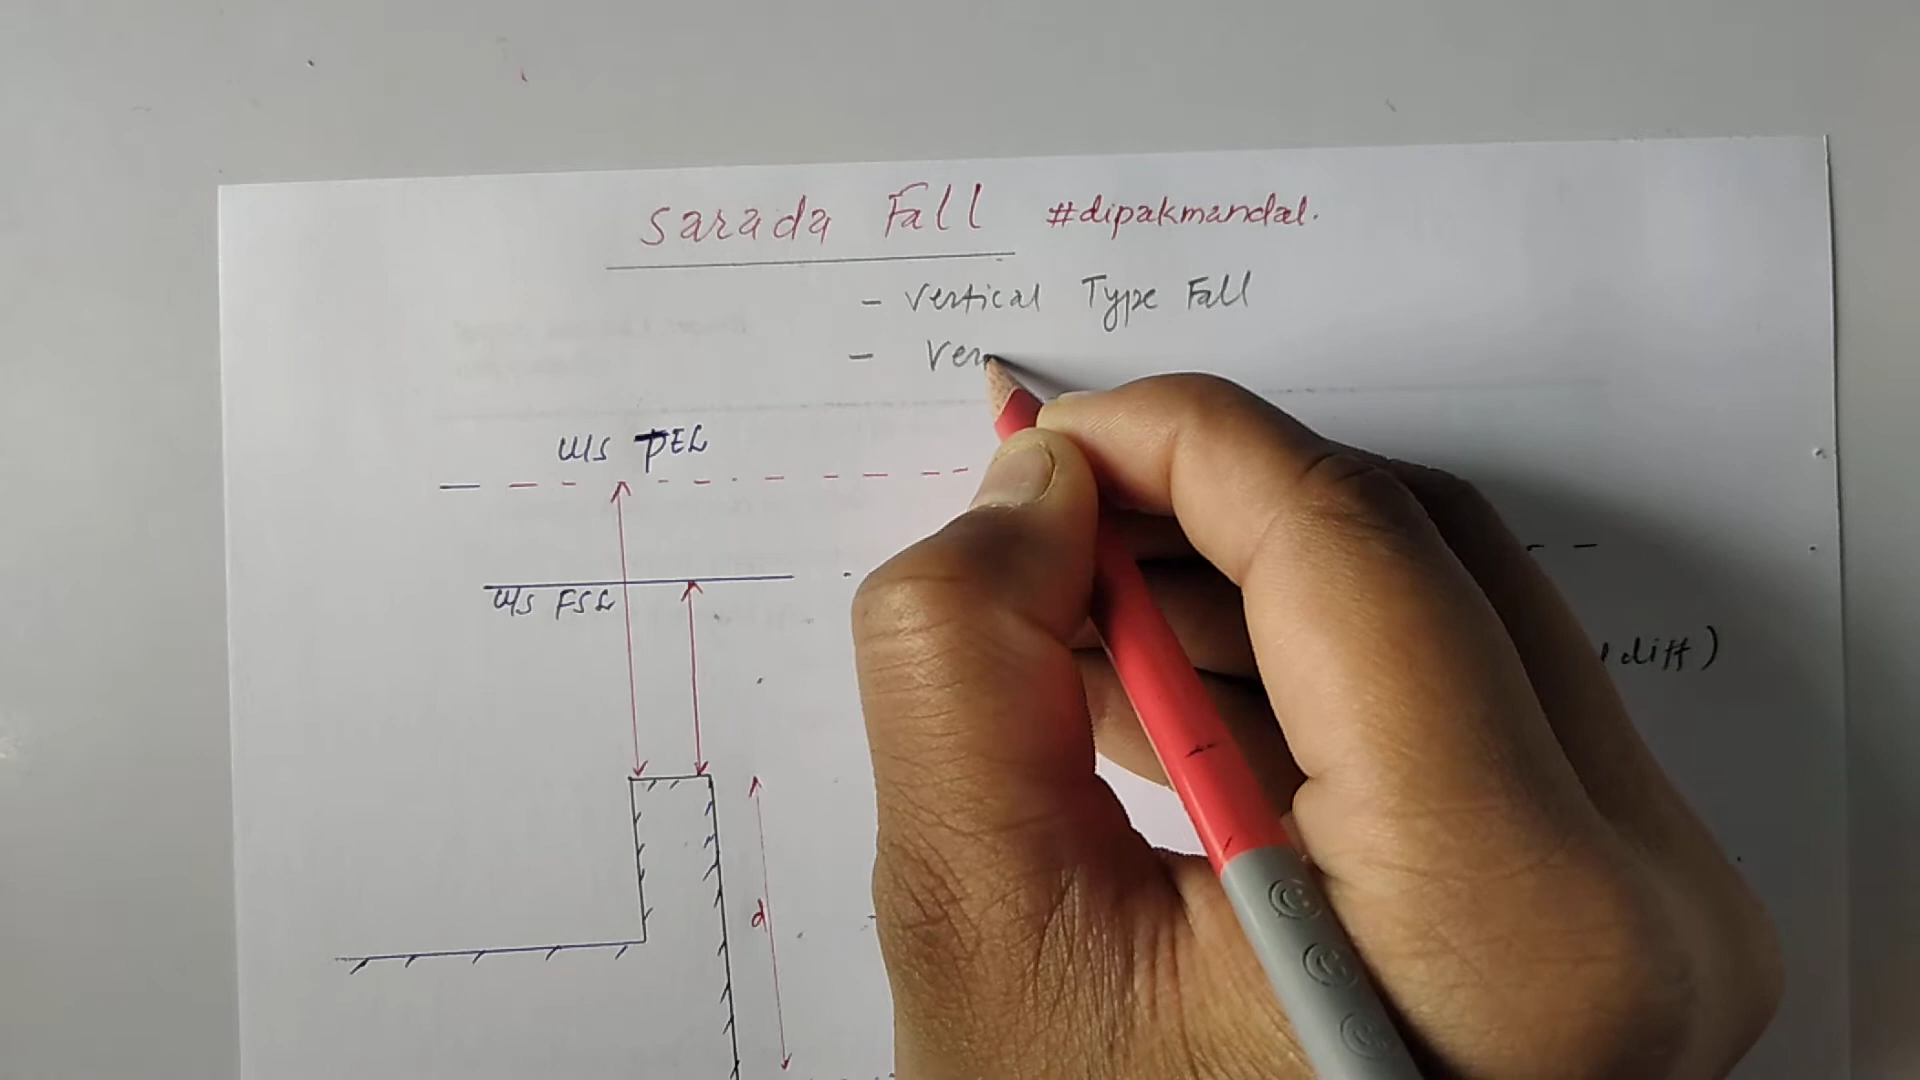 Sarada Fall #dipakmandal.
- Vertical Type Fall
- Ver
U/S TEL
U/S FSL
diff)
d